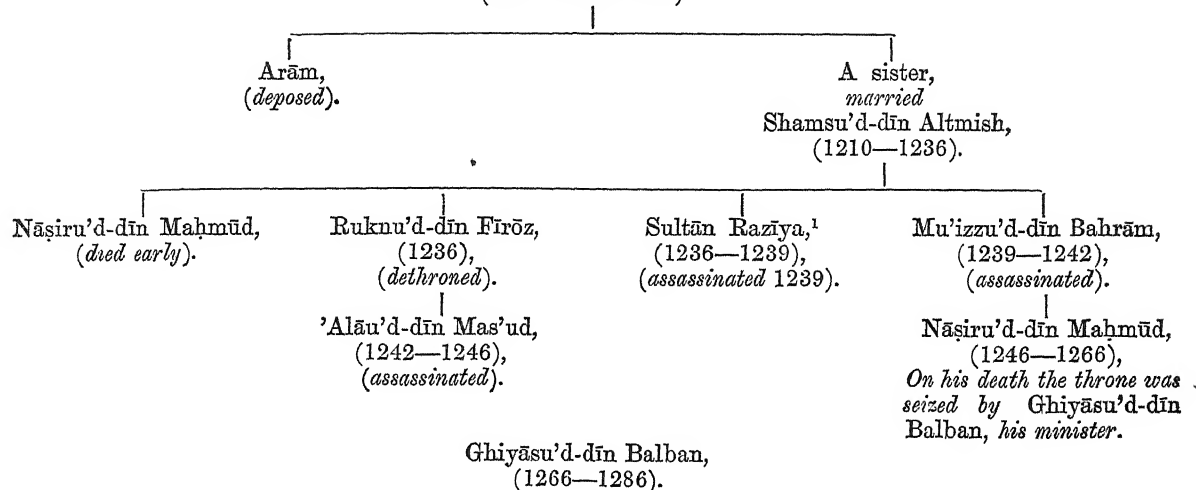 Arām,
(deposed).
A sister,
married
Shamsu’d-dīn Altmish,
(1210—1236).
Nāṣiru’d-dīn Maḥmūd,
(died early).
Ruknu’d-dīn Fīrōz,
(1236),
(dethroned).
’Alāu’d-dīn Mas’ud,
(1242—1246),
(assassinated).
Sultān Razīya,¹
(1236—1239),
(assassinated 1239).
Mu’izzu’d-dīn Bahrām,
(1239—1242),
(assassinated).
Nāṣiru’d-dīn Maḥmūd,
(1246—1266),
On his death the throne was
seized by Ghiyāsu’d-dīn
Balban, his minister.
Ghiyāsu’d-dīn Balban,
(1266—1286).